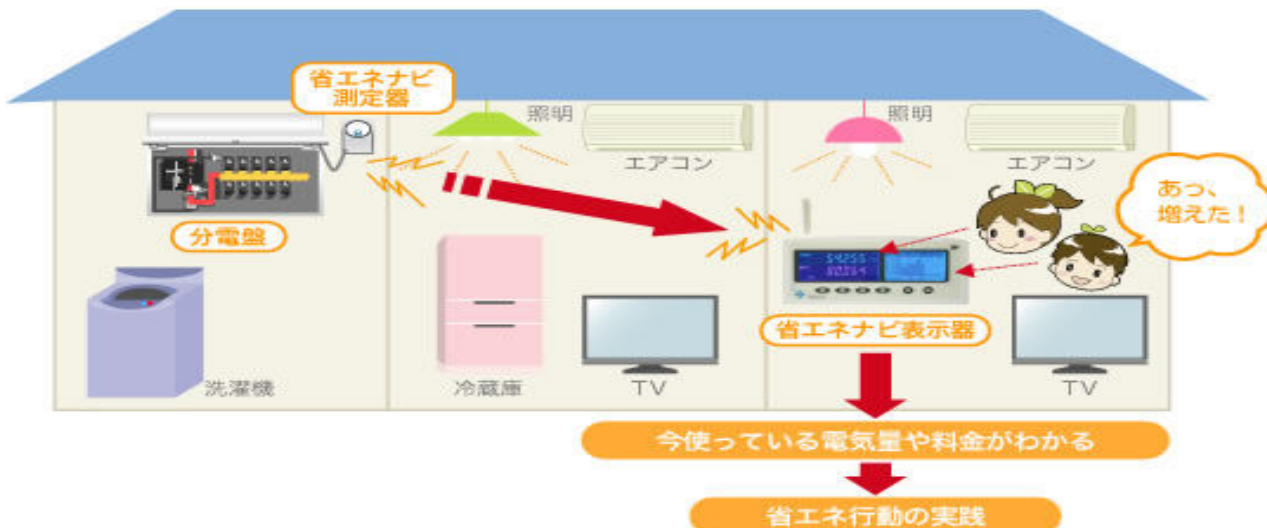 省エネナビ
測定器
照明
エアコン
照明
エアコン
あっ、
増えた！
分電盤
省エネナビ表示器
洗濯機
冷蔵庫
TV
TV
今使っている電気量や料金がわかる
省エネ行動の実践